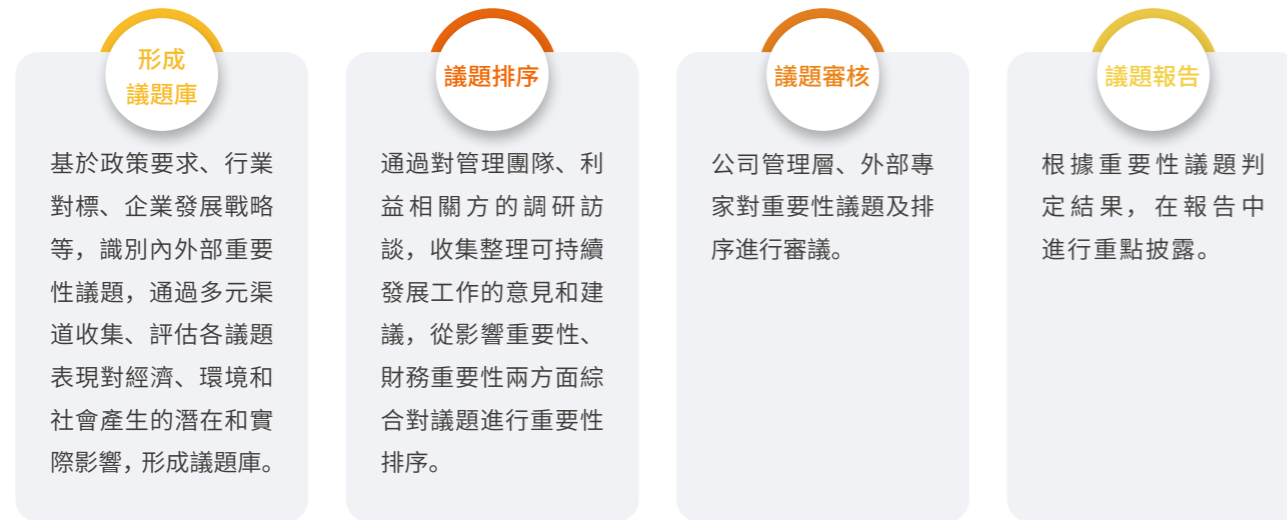 形成
議題庫
基於政策要求、行業
對標、企業發展戰略
等，識別內外部重要
性議題，通過多元渠
道收集、評估各議題
表現對經濟、環境和
社會產生的潛在和實
際影響，形成議題庫。
議題排序
通過對管理團隊、利
益相關方的調研訪
談，收集整理可持續
發展工作的意見和建
議，從影響重要性、
財務重要性兩方面綜
合對議題進行重要性
排序。
議題審核
公司管理層、外部專
家對重要性議題及排
序進行審議。
議題報告
根據重要性議題判
定結果，在報告中
進行重點披露。